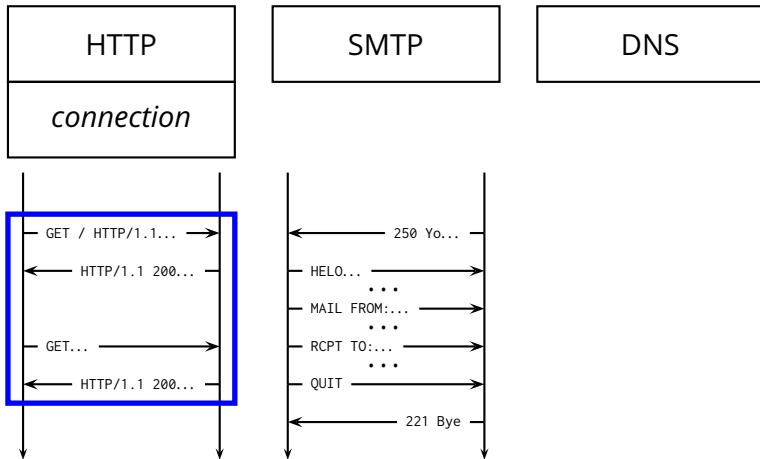 HTTP
SMTP
DNS
connection
GET / HTTP/1.1...
HTTP/1.1 200...
GET...
HTTP/1.1 200...
250 Yo...
HELO...
...
MAIL FROM:...
...
RCPT TO:...
...
QUIT
221 Bye